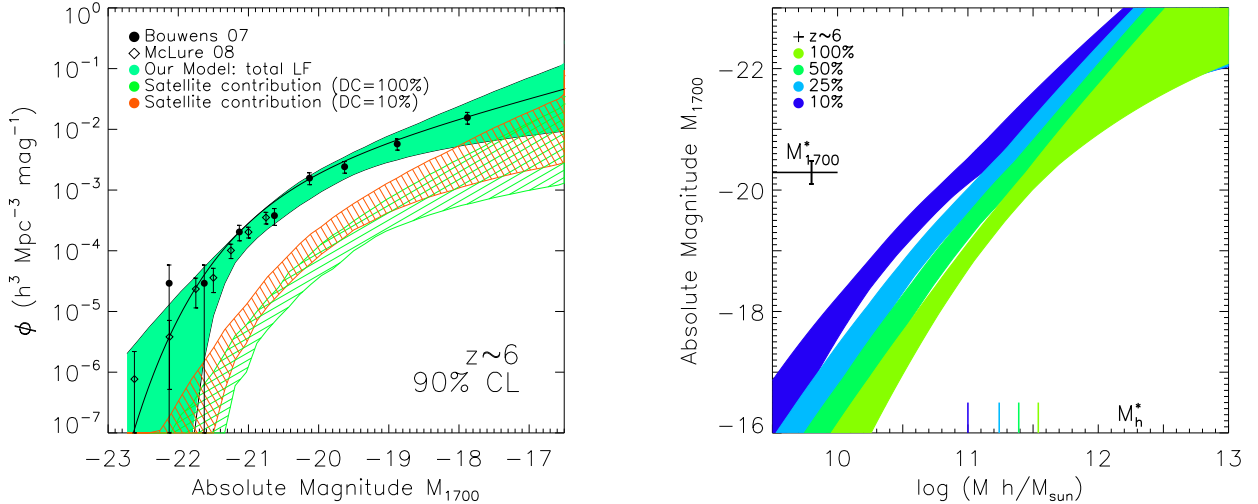 10⁰
10⁻¹
10⁻²
10⁻³
10⁻⁴
10⁻⁵
10⁻⁶
10⁻⁷
ϕ (h³ Mpc⁻³ mag⁻¹)
Bouwens 07
McLure 08
Our Model: total LF
Satellite contribution (DC=100%)
Satellite contribution (DC=10%)
z~6
90% CL
−23 −22 −21 −20 −19 −18 −17
Absolute Magnitude M₁₇₀₀
−22
−20
−18
−16
Absolute Magnitude M₁₇₀₀
z~6
100%
50%
25%
10%
M*₁₇₀₀
M*ₕ
10 11 12 13
log (M h/Mₛᵤₙ)